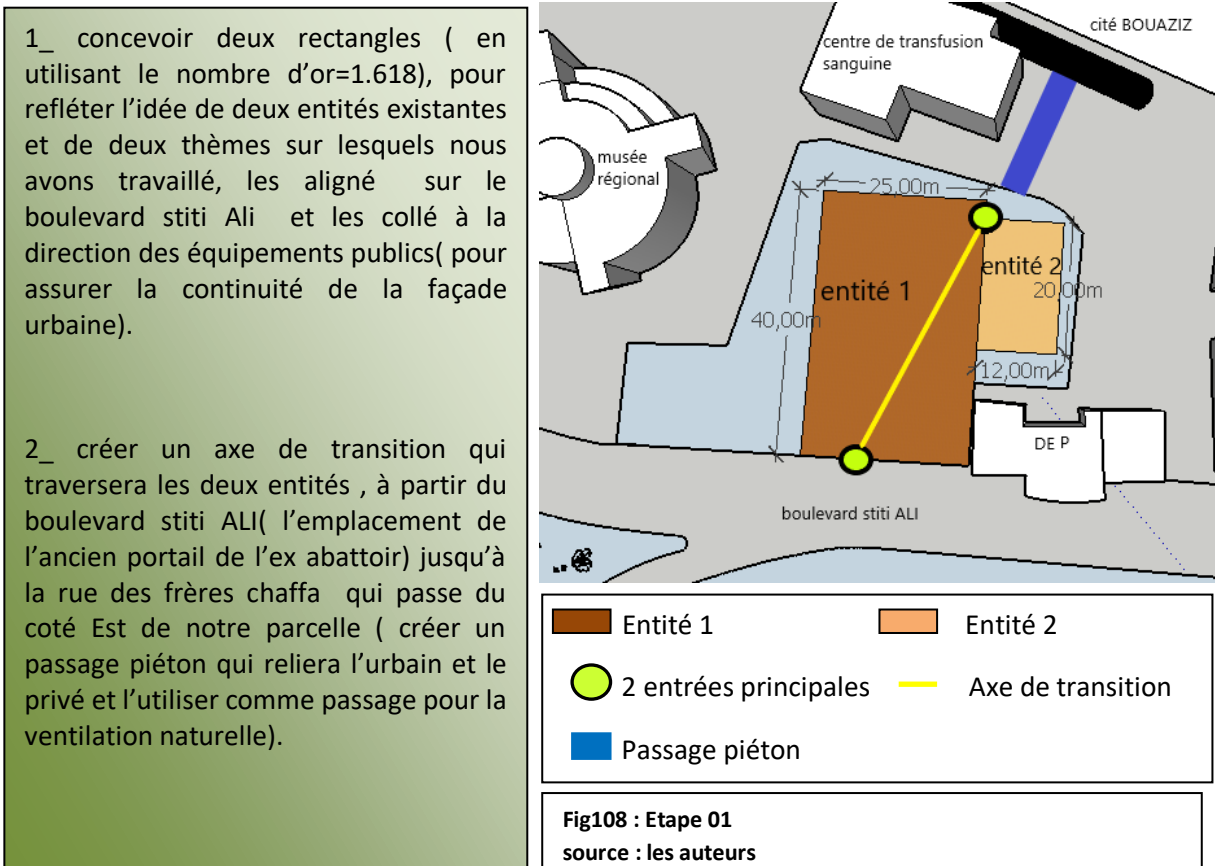 1_ concevoir deux rectangles ( en
utilisant le nombre d’or=1.618), pour
refléter l’idée de deux entités existantes
et de deux thèmes sur lesquels nous
avons travaillé, les aligné sur le
boulevard stiti Ali et les collé à la
direction des équipements publics( pour
assurer la continuité de la façade
urbaine).
2_ créer un axe de transition qui
traversera les deux entités , à partir du
boulevard stiti ALI( l’emplacement de
l’ancien portail de l’ex abattoir) jusqu’à
la rue des frères chaffa qui passe du
coté Est de notre parcelle ( créer un
passage piéton qui reliera l’urbain et le
privé et l’utiliser comme passage pour la
ventilation naturelle).
cité BOUAZIZ
centre de transfusion
sanguine
musée
régional
25,00m
entité 1
entité 2
20,00m
40,00m
12,00m
DE P
boulevard stiti ALI
Entité 1
Entité 2
2 entrées principales
Axe de transition
Passage piéton
Fig108 : Etape 01
source : les auteurs